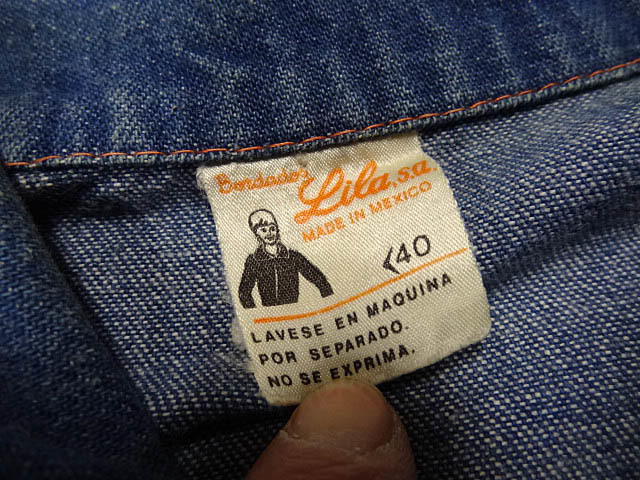 Bordados
Lila, s.a.
MADE IN MEXICO
<40
LAVESE EN MAQUINA
POR SEPARADO.
NO SE EXPRIMA.